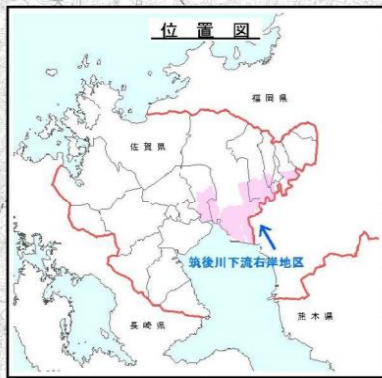 位置図
福岡県
佐賀県
筑後川下流右岸地区
長崎県
熊本県